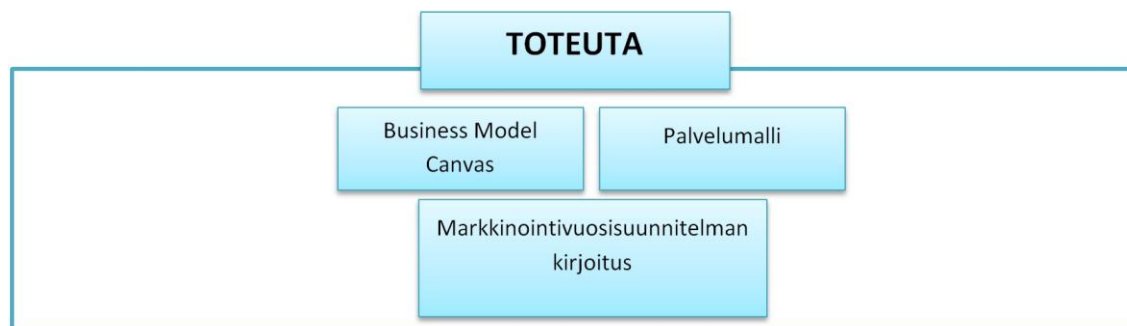 TOTEUTA
Business Model
Canvas
Palvelumalli
Markkinointivuosisuunnitelman
kirjoitus